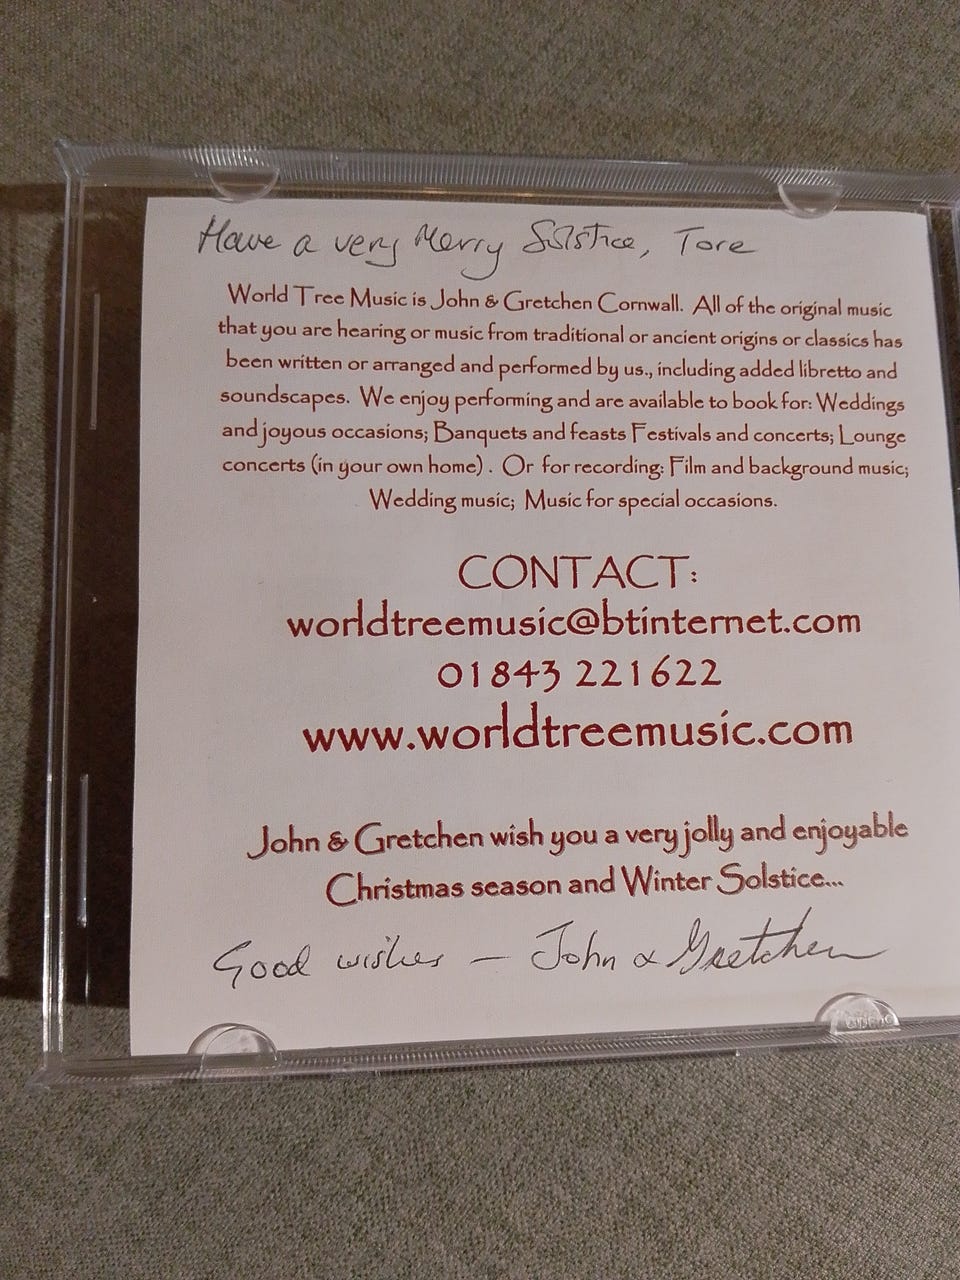 Have a very Merry Solstice, Tore
World Tree Music is John & Gretchen Cornwall. All of the original music
that you are hearing or music from traditional or ancient origins or classics has
been written or arranged and performed by us., including added libretto and
soundscapes. We enjoy performing and are available to book for: Weddings
and joyous occasions; Banquets and feasts Festivals and concerts; Lounge
concerts (in your own home) . Or for recording: Film and background music;
Wedding music; Music for special occasions.
CONTACT:
worldtreemusic@btinternet.com
01843 221622
www.worldtreemusic.com
John & Gretchen wish you a very jolly and enjoyable
Christmas season and Winter Solstice...
Good wishes - John & Gretchen